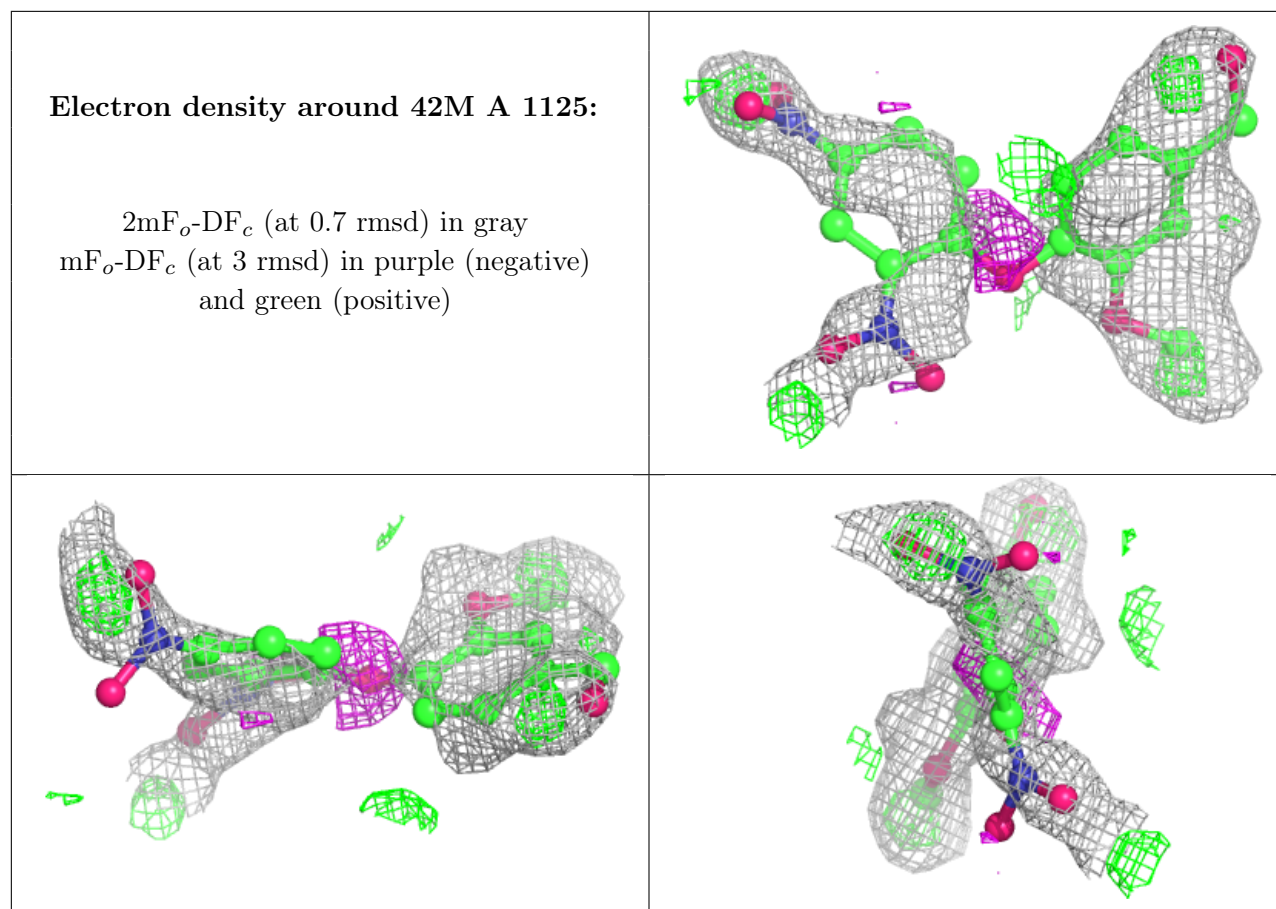 Electron density around 42M A 1125:
2mFo-DFc (at 0.7 rmsd) in gray
mFo-DFc (at 3 rmsd) in purple (negative)
and green (positive)